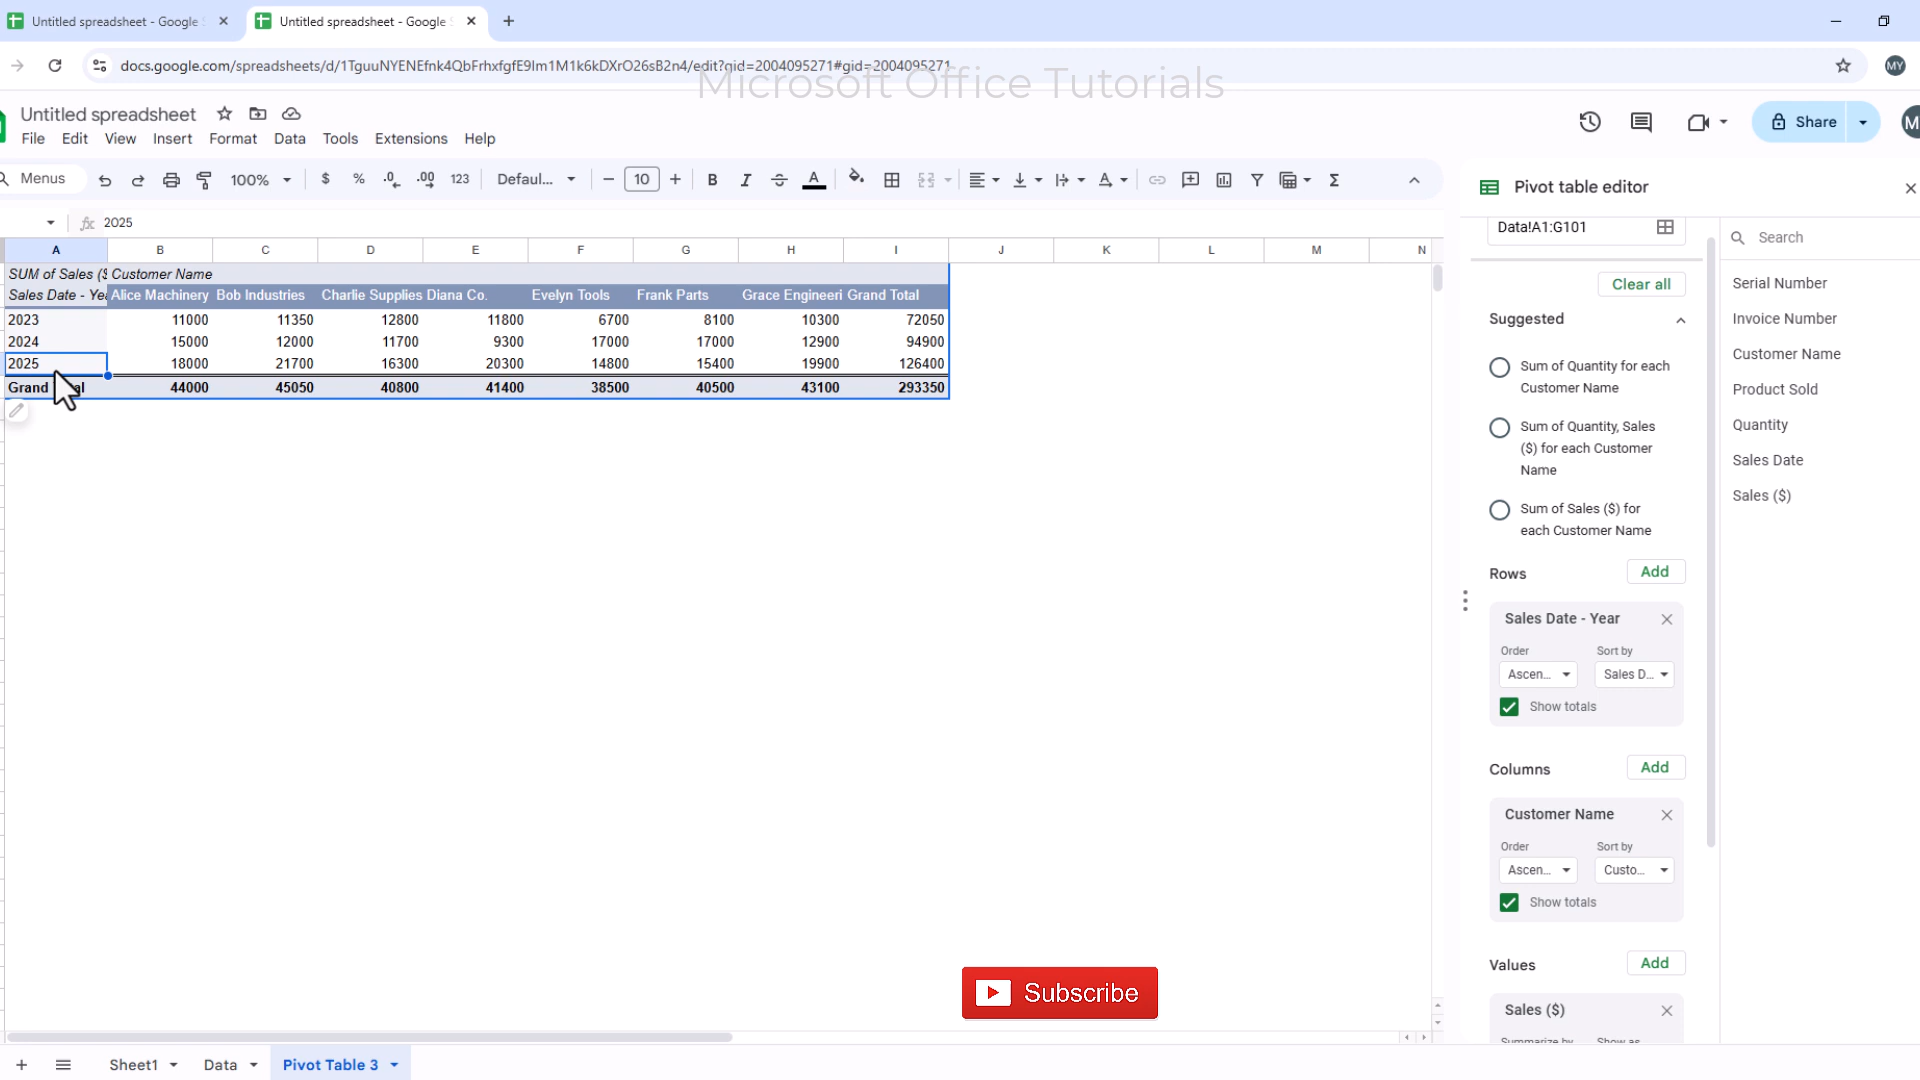 Untitled spreadsheet - Google S
Untitled spreadsheet - Google S
docs.google.com/spreadsheets/d/1TguuNYENEfnk4QbFrhxfgfE9Im1M1k6kDXrO26sB2n4/edit?gid=2004095271#gid=2004095271
MY
Microsoft Office Tutorials
Untitled spreadsheet
File Edit View Insert Format Data Tools Extensions Help
Share
M
Menus 100% $ % .0 .00 123 Defaul... 10 B I A Σ
fx 2025
A B C D E F G H I J K L M N
SUM of Sales ($ Customer Name
Sales Date - Yea Alice Machinery Bob Industries Charlie Supplies Diana Co. Evelyn Tools Frank Parts Grace Engineeri Grand Total
2023 11000 11350 12800 11800 6700 8100 10300 72050
2024 15000 12000 11700 9300 17000 17000 12900 94900
2025 18000 21700 16300 20300 14800 15400 19900 126400
Grand al 44000 45050 40800 41400 38500 40500 43100 293350
Pivot table editor
Data!A1:G101
Clear all
Suggested
Sum of Quantity for each
Customer Name
Sum of Quantity, Sales
($) for each Customer
Name
Sum of Sales ($) for
each Customer Name
Rows Add
Sales Date - Year
Order Sort by
Ascen... Sales D...
Show totals
Columns Add
Customer Name
Order Sort by
Ascen... Custo...
Show totals
Values Add
Sales ($)
Summarize by Show as
Search
Serial Number
Invoice Number
Customer Name
Product Sold
Quantity
Sales Date
Sales ($)
Subscribe
Sheet1 Data Pivot Table 3